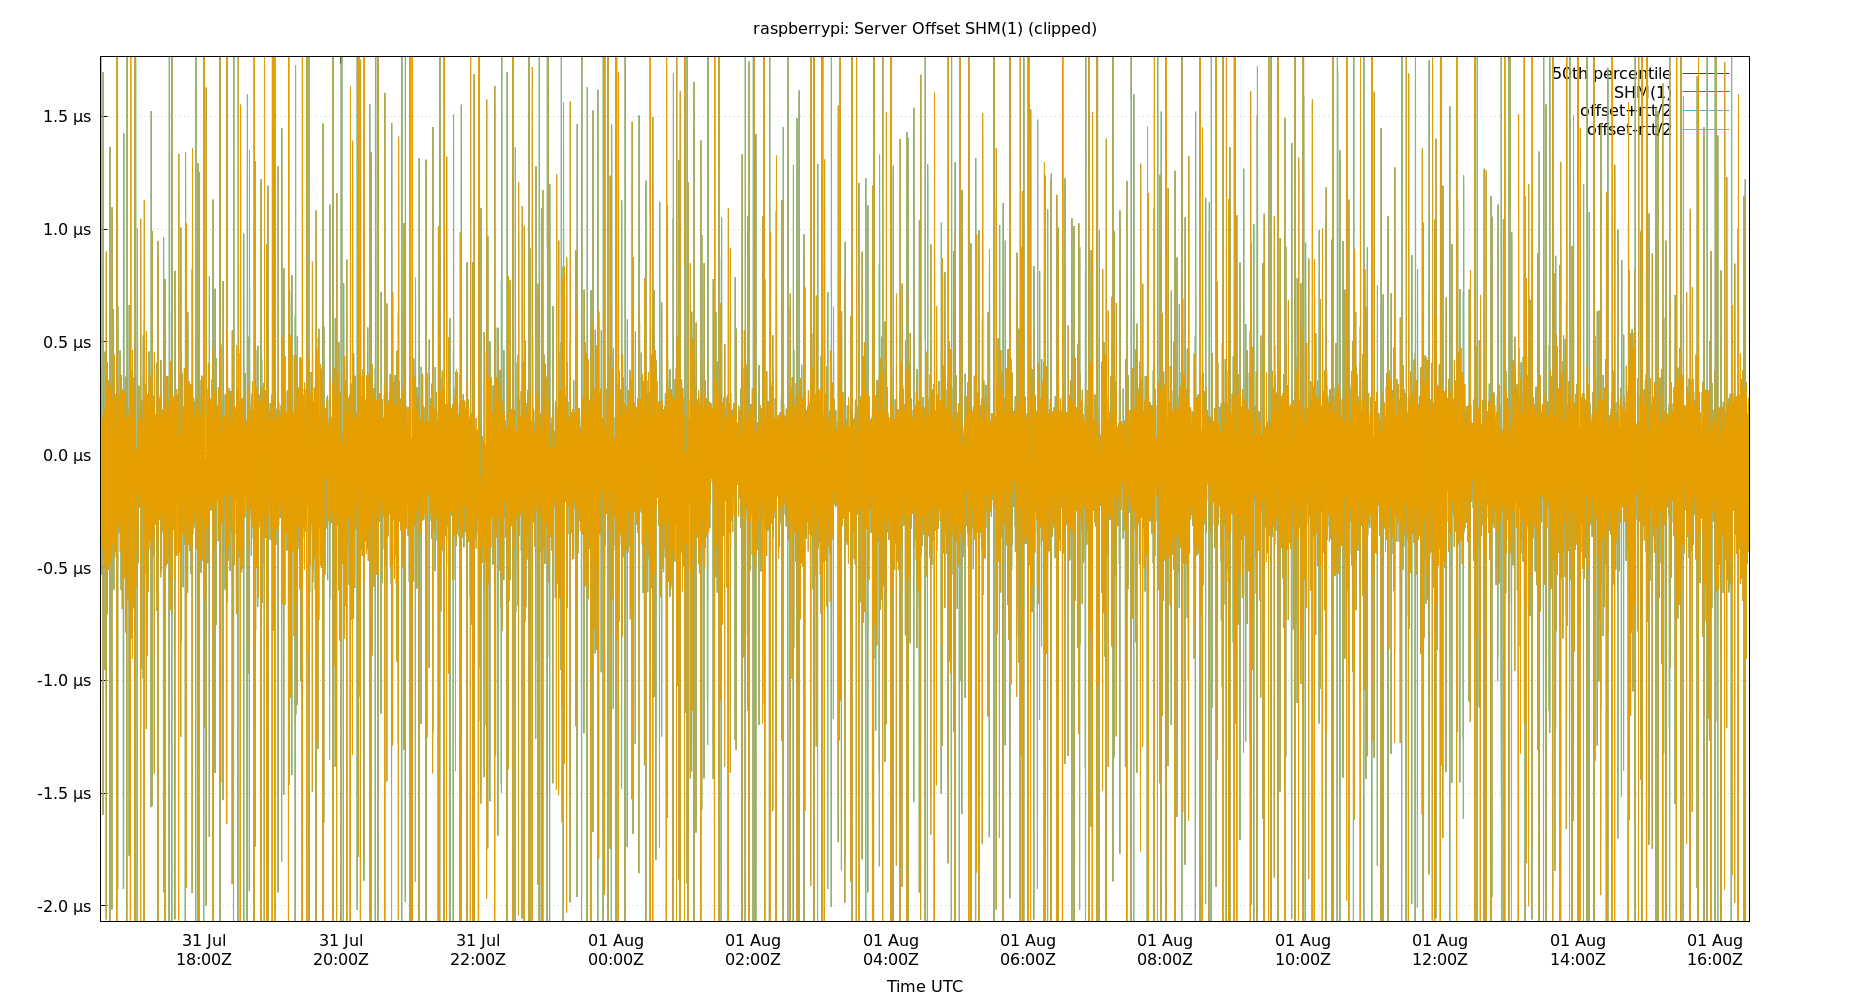 raspberrypi: Server Offset SHM(1) (clipped)
50th percentile
SHM(1)
offset+rtt/2
offset-rtt/2
1.5 µs
1.0 µs
0.5 µs
0.0 µs
-0.5 µs
-1.0 µs
-1.5 µs
-2.0 µs
31 Jul 31 Jul 31 Jul 01 Aug 01 Aug 01 Aug 01 Aug 01 Aug 01 Aug 01 Aug 01 Aug 01 Aug
18:00Z 20:00Z 22:00Z 00:00Z 02:00Z 04:00Z 06:00Z 08:00Z 10:00Z 12:00Z 14:00Z 16:00Z
Time UTC